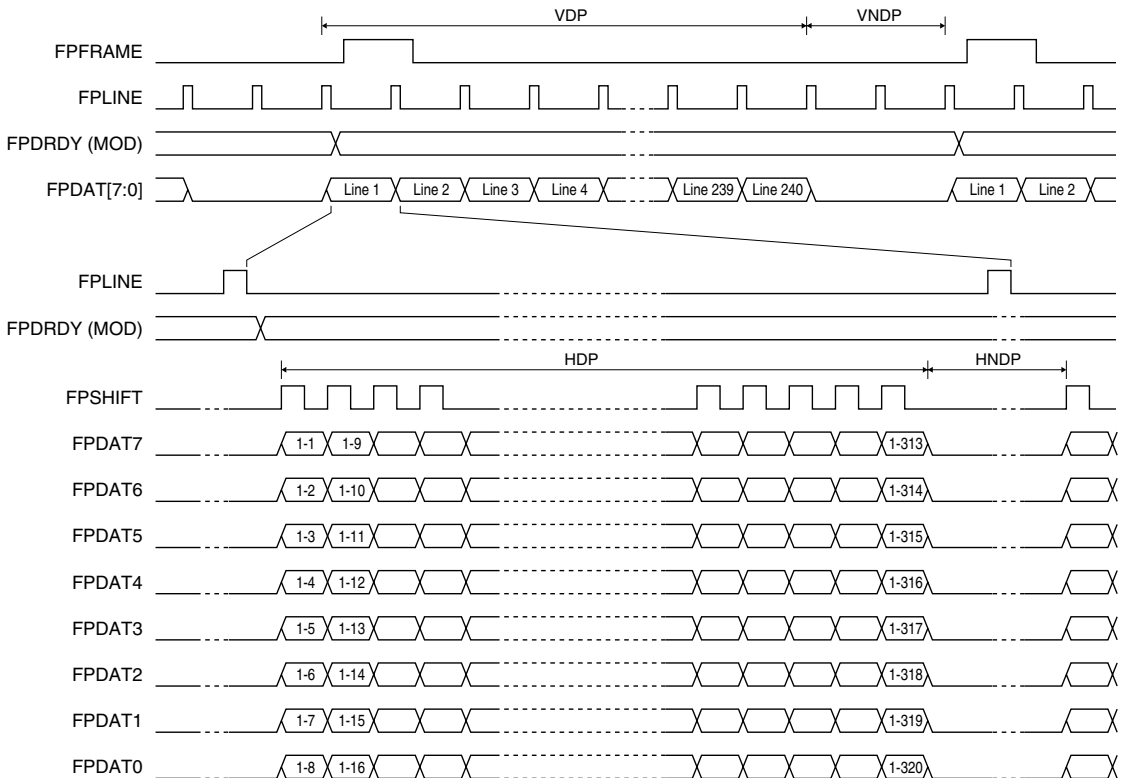 VDP VNDP
FPFRAME
FPLINE
FPDRDY (MOD)
FPDAT[7:0] Line 1 Line 2 Line 3 Line 4 Line 239 Line 240 Line 1 Line 2
FPLINE
FPDRDY (MOD)
HDP HNDP
FPSHIFT
FPDAT7 1-1 1-9 1-313
FPDAT6 1-2 1-10 1-314
FPDAT5 1-3 1-11 1-315
FPDAT4 1-4 1-12 1-316
FPDAT3 1-5 1-13 1-317
FPDAT2 1-6 1-14 1-318
FPDAT1 1-7 1-15 1-319
FPDAT0 1-8 1-16 1-320